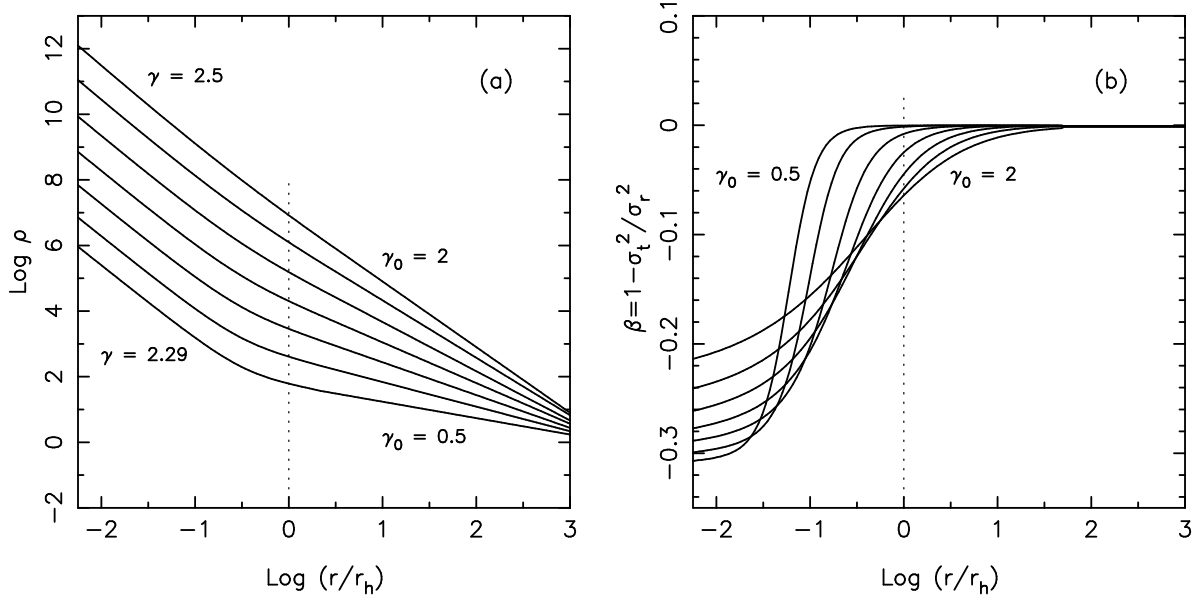 12
10
8
6
4
2
0
−2
Log ρ
γ = 2.5
(a)
γ₀ = 2
γ = 2.29
γ₀ = 0.5
−2 −1 0 1 2 3
Log (r/rₕ)
0.1
0
−0.1
−0.2
−0.3
β=1−σₜ²/σᵣ²
(b)
γ₀ = 0.5
γ₀ = 2
−2 −1 0 1 2 3
Log (r/rₕ)